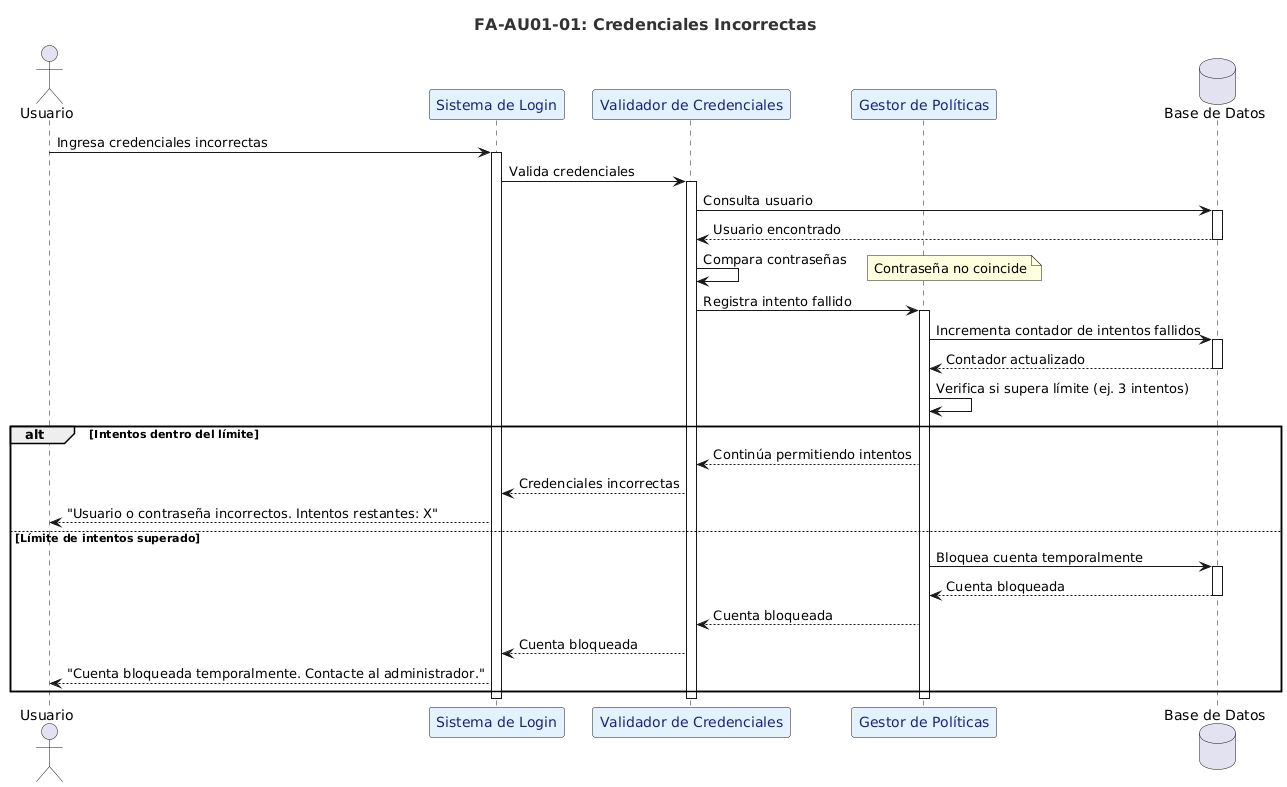 FA-AU01-01: Credenciales Incorrectas
Usuario
Sistema de Login
Validador de Credenciales
Gestor de Políticas
Base de Datos
Ingresa credenciales incorrectas
Valida credenciales
Consulta usuario
Usuario encontrado
Compara contraseñas
Contraseña no coincide
Registra intento fallido
Incrementa contador de intentos fallidos
Contador actualizado
Verifica si supera límite (ej. 3 intentos)
alt
[Intentos dentro del límite]
Continúa permitiendo intentos
Credenciales incorrectas
"Usuario o contraseña incorrectos. Intentos restantes: X"
[Límite de intentos superado]
Bloquea cuenta temporalmente
Cuenta bloqueada
Cuenta bloqueada
Cuenta bloqueada
"Cuenta bloqueada temporalmente. Contacte al administrador."
Usuario
Sistema de Login
Validador de Credenciales
Gestor de Políticas
Base de Datos